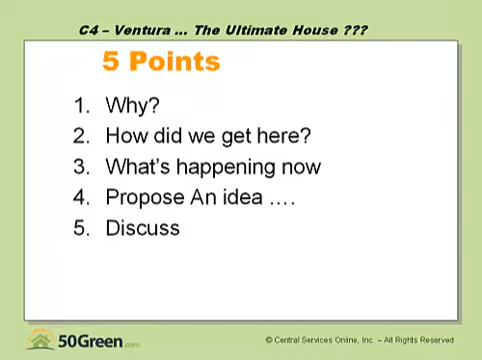 C4 – Ventura ... The Ultimate House ???
5 Points
1. Why?
2. How did we get here?
3. What's happening now
4. Propose An idea ….
5. Discuss
50Green.com
© Central Services Online, Inc. – All Rights Reserved